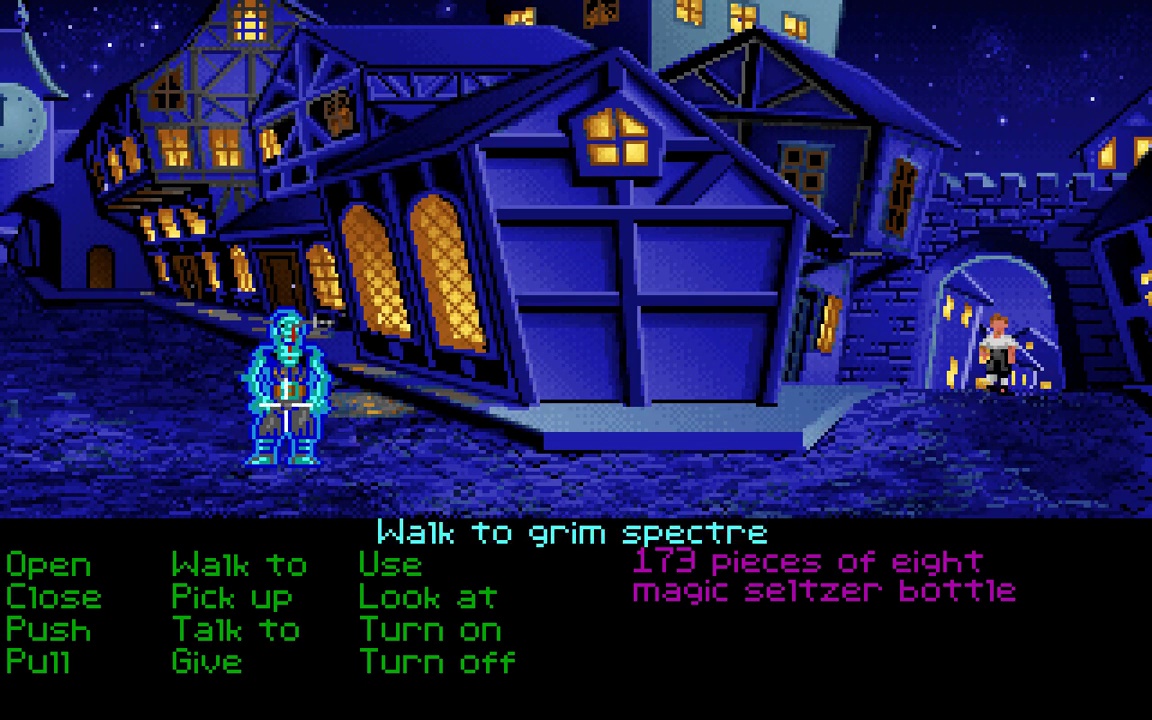 Walk to grim spectre
Open Walk to Use 173 pieces of eight
Close Pick up Look at magic seltzer bottle
Push Talk to Turn on
Pull Give Turn off